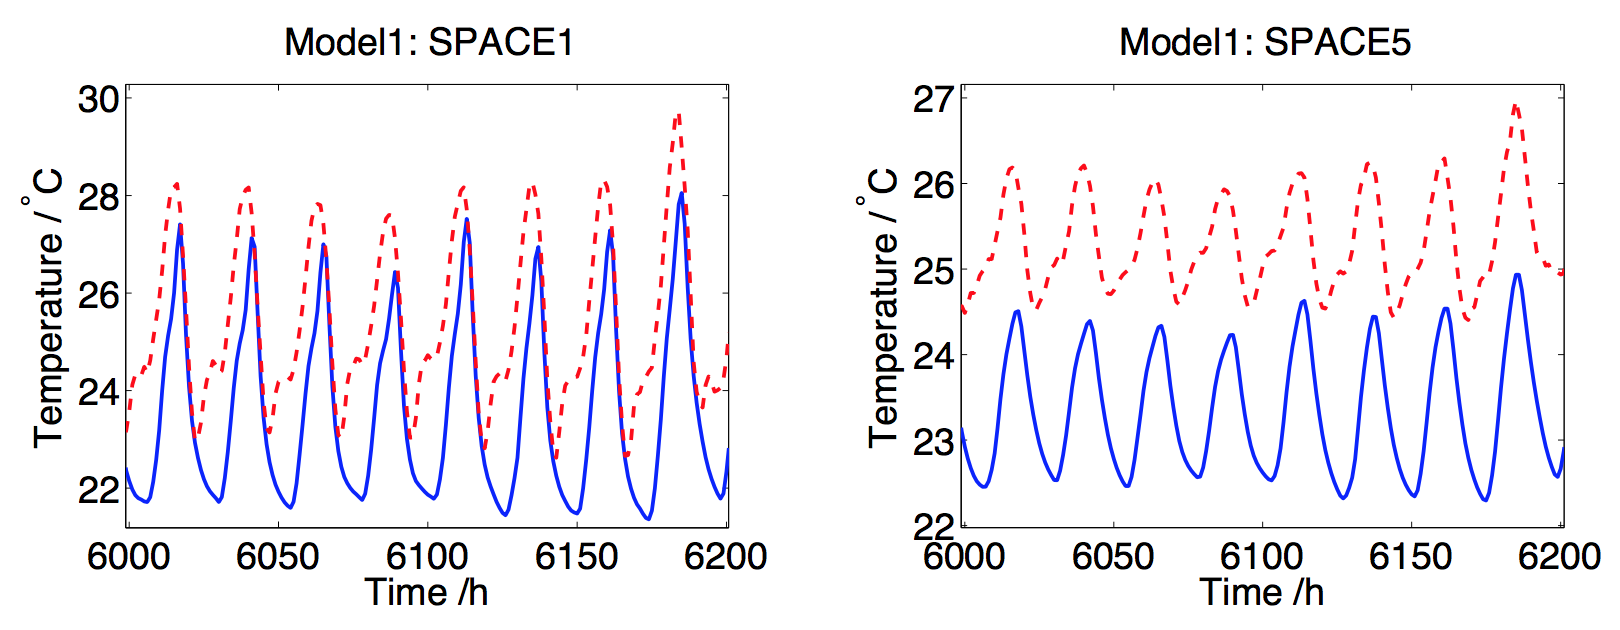 Model1: SPACE1
30
28
26
24
22
Temperature /°C
6000 6050 6100 6150 6200
Time /h
Model1: SPACE5
27
26
25
24
23
22
Temperature /°C
6000 6050 6100 6150 6200
Time /h